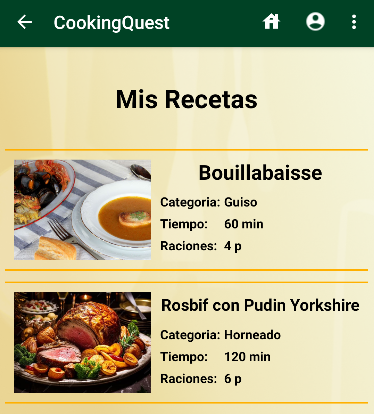 CookingQuest
Mis Recetas
Bouillabaisse
Categoria: Guiso
Tiempo: 60 min
Raciones: 4 p
Rosbif con Pudin Yorkshire
Categoria: Horneado
Tiempo: 120 min
Raciones: 6 p